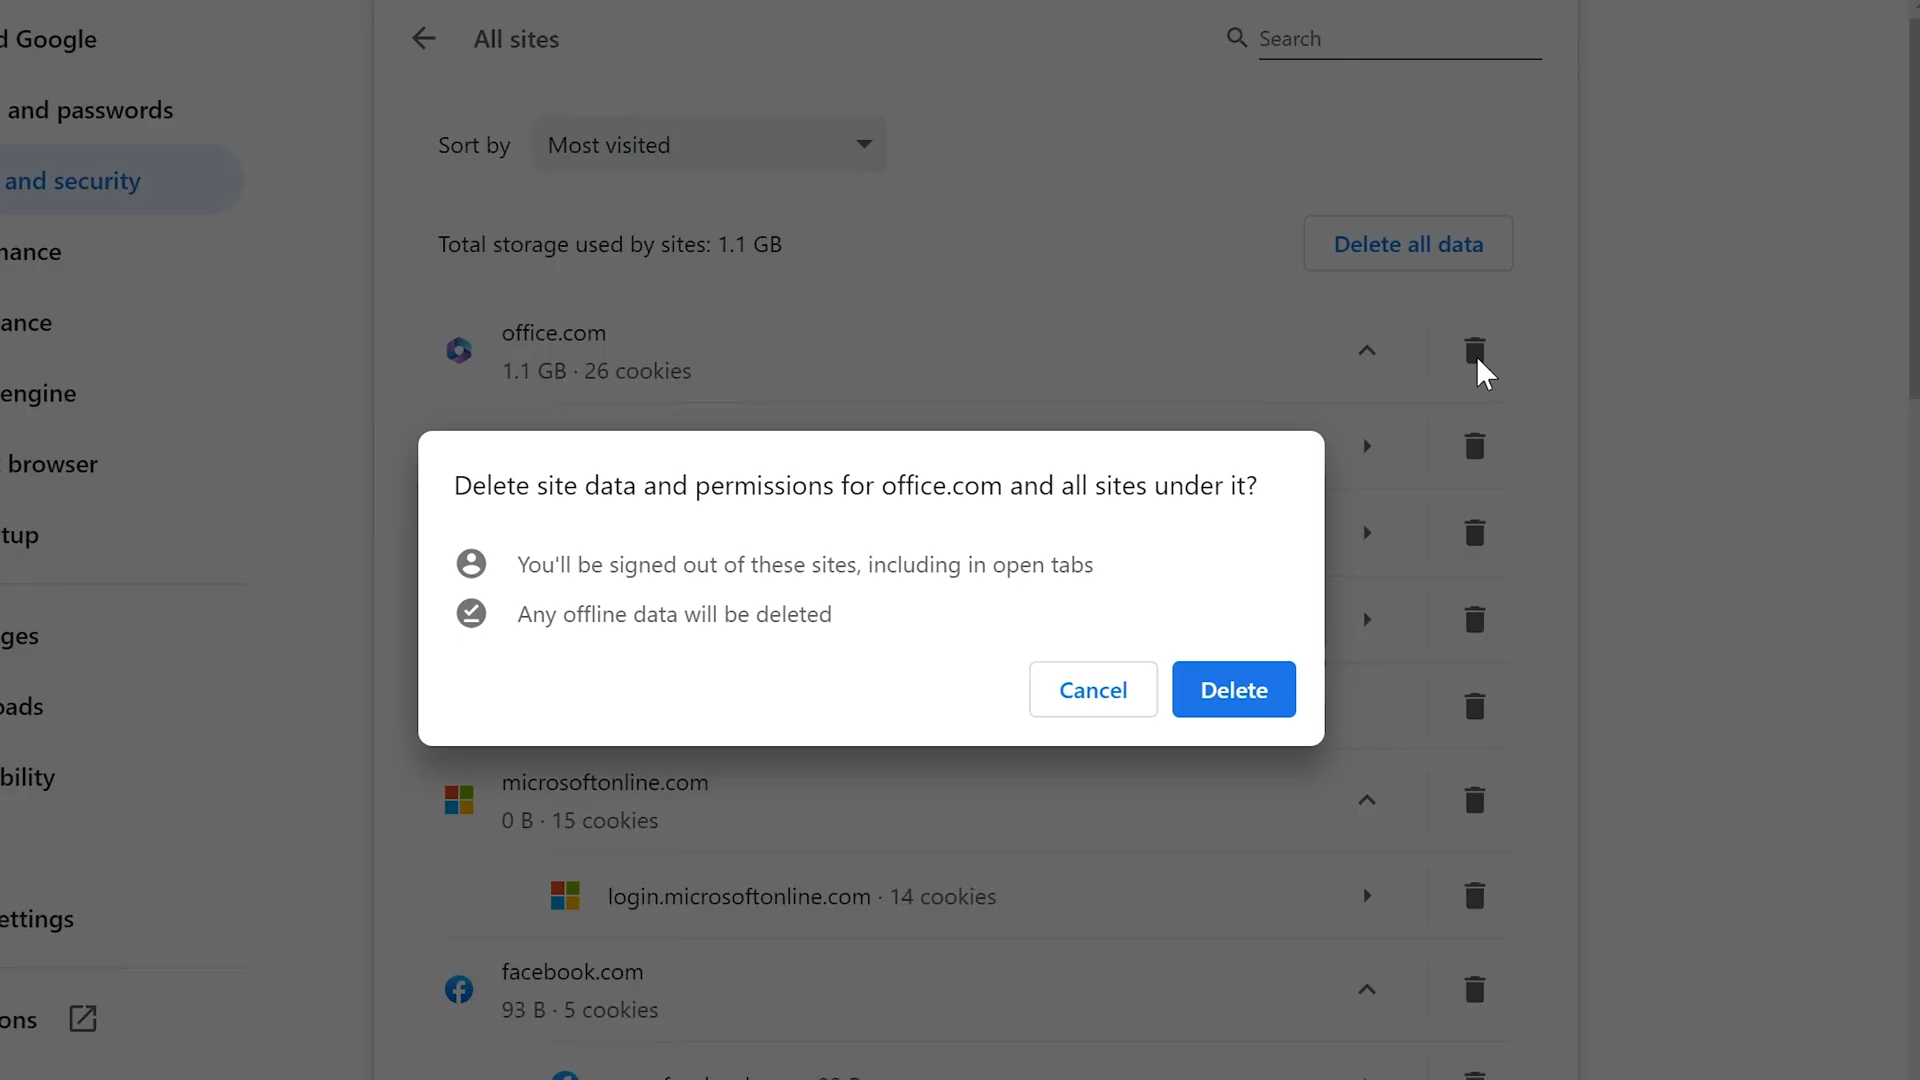 d Google
and passwords
and security
nance
ance
engine
browser
tup
ges
oads
bility
ettings
ons
All sites
Search
Sort by
Most visited
Total storage used by sites: 1.1 GB
Delete all data
office.com
1.1 GB · 26 cookies
Delete site data and permissions for office.com and all sites under it?
You'll be signed out of these sites, including in open tabs
Any offline data will be deleted
Cancel
Delete
microsoftonline.com
0 B · 15 cookies
login.microsoftonline.com · 14 cookies
facebook.com
93 B · 5 cookies